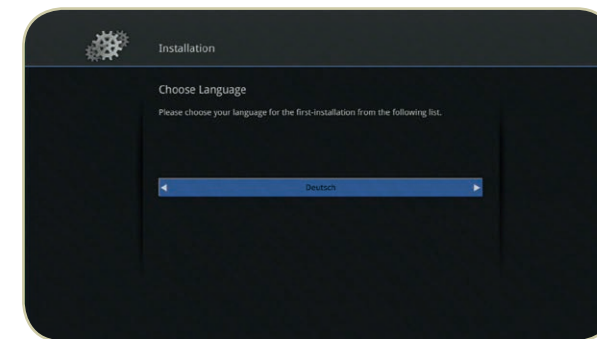 Installation
Choose Language
Please choose your language for the first-installation from the following list.
Deutsch